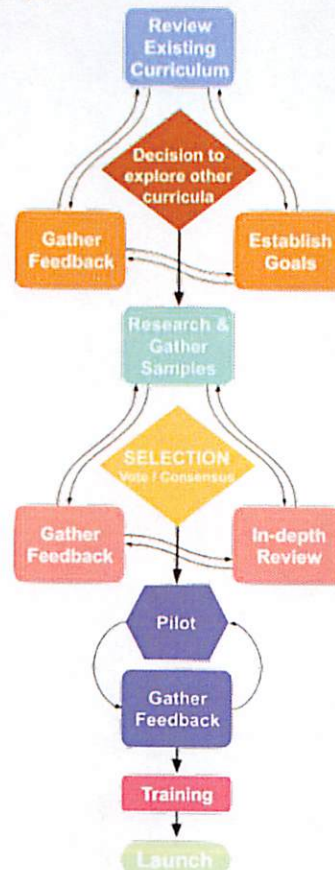 Review
Existing
Curriculum
Decision to
explore other
curricula
Gather
Feedback
Establish
Goals
Research &
Gather
Samples
SELECTION
Vote / Consensus
Gather
Feedback
In-depth
Review
Pilot
Gather
Feedback
Training
Launch